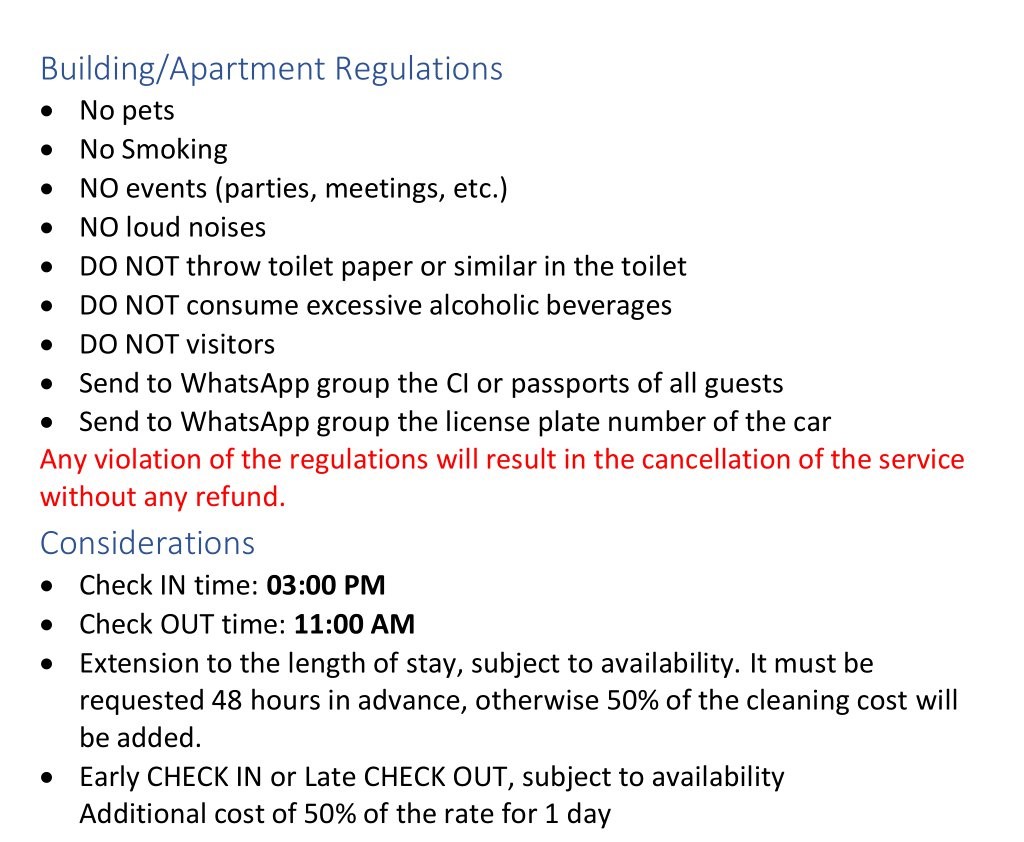 Building/Apartment Regulations
• No pets
• No Smoking
• NO events (parties, meetings, etc.)
• NO loud noises
• DO NOT throw toilet paper or similar in the toilet
• DO NOT consume excessive alcoholic beverages
• DO NOT visitors
• Send to WhatsApp group the CI or passports of all guests
• Send to WhatsApp group the license plate number of the car
Any violation of the regulations will result in the cancellation of the service
without any refund.
Considerations
• Check IN time: 03:00 PM
• Check OUT time: 11:00 AM
• Extension to the length of stay, subject to availability. It must be
requested 48 hours in advance, otherwise 50% of the cleaning cost will
be added.
• Early CHECK IN or Late CHECK OUT, subject to availability
Additional cost of 50% of the rate for 1 day